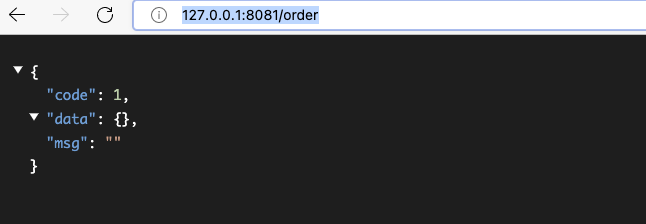 127.0.0.1:8081/order
{
"code": 1,
"data": {},
"msg": ""
}